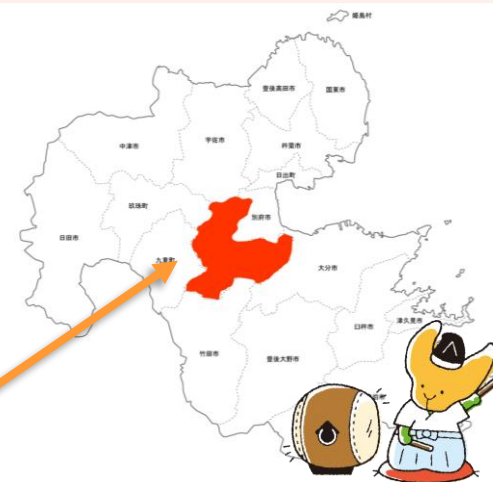 姫島村
豊後高田市
国東市
中津市
宇佐市
杵築市
日出町
玖珠町
別府市
日田市
九重町
大分市
津久見市
臼杵市
竹田市
豊後大野市